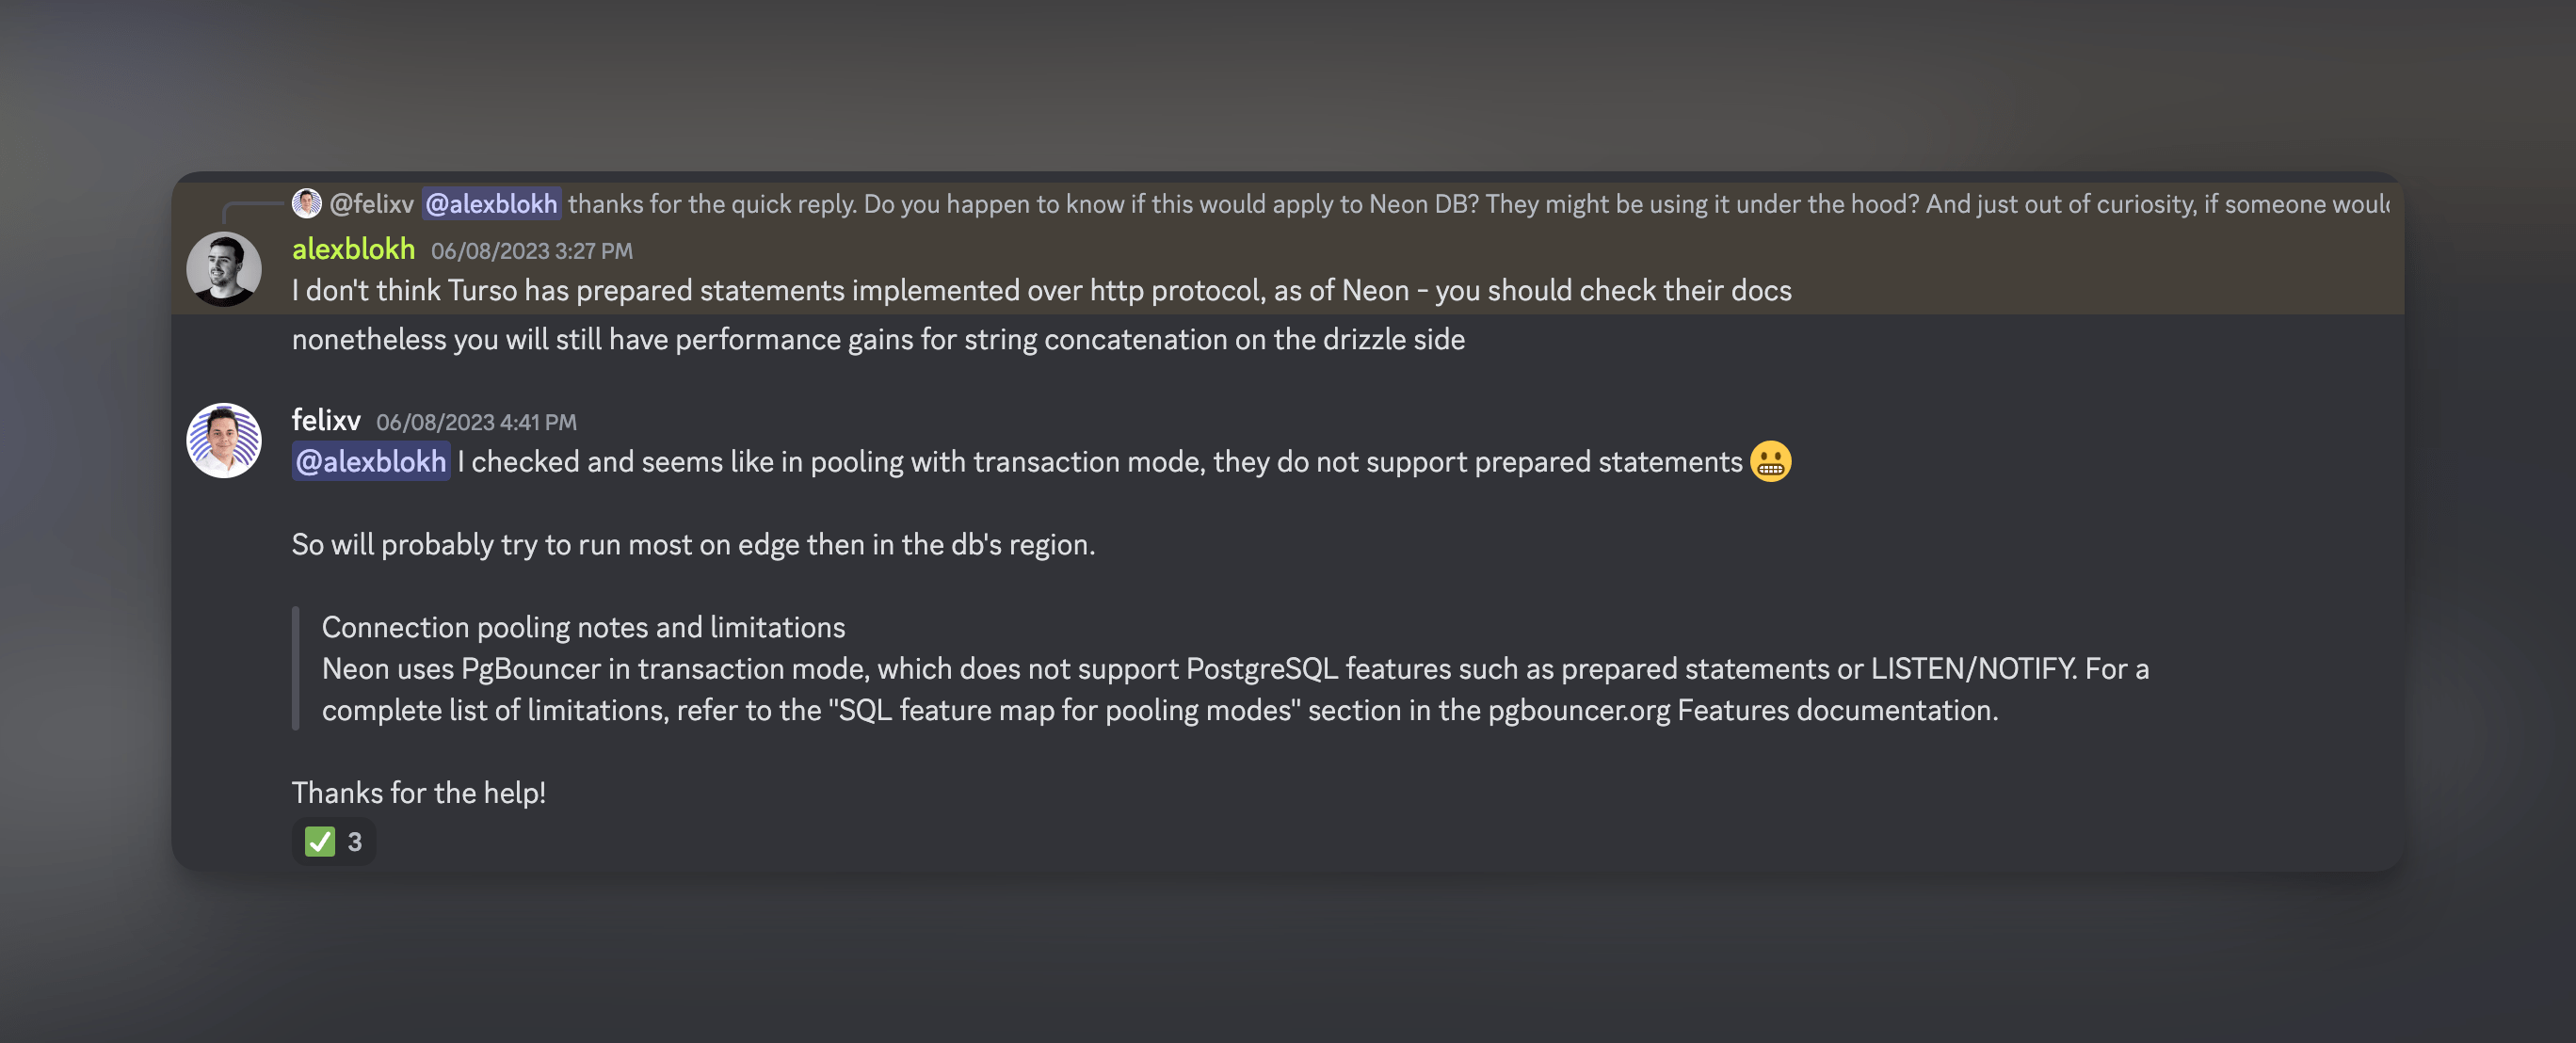 @felixv @alexblokh thanks for the quick reply. Do you happen to know if this would apply to Neon DB? They might be using it under the hood? And just out of curiosity, if someone would
alexblokh 06/08/2023 3:27 PM
I don't think Turso has prepared statements implemented over http protocol, as of Neon - you should check their docs
nonetheless you will still have performance gains for string concatenation on the drizzle side
felixv 06/08/2023 4:41 PM
@alexblokh I checked and seems like in pooling with transaction mode, they do not support prepared statements 😬
So will probably try to run most on edge then in the db's region.
Connection pooling notes and limitations
Neon uses PgBouncer in transaction mode, which does not support PostgreSQL features such as prepared statements or LISTEN/NOTIFY. For a
complete list of limitations, refer to the "SQL feature map for pooling modes" section in the pgbouncer.org Features documentation.
Thanks for the help!
✅ 3